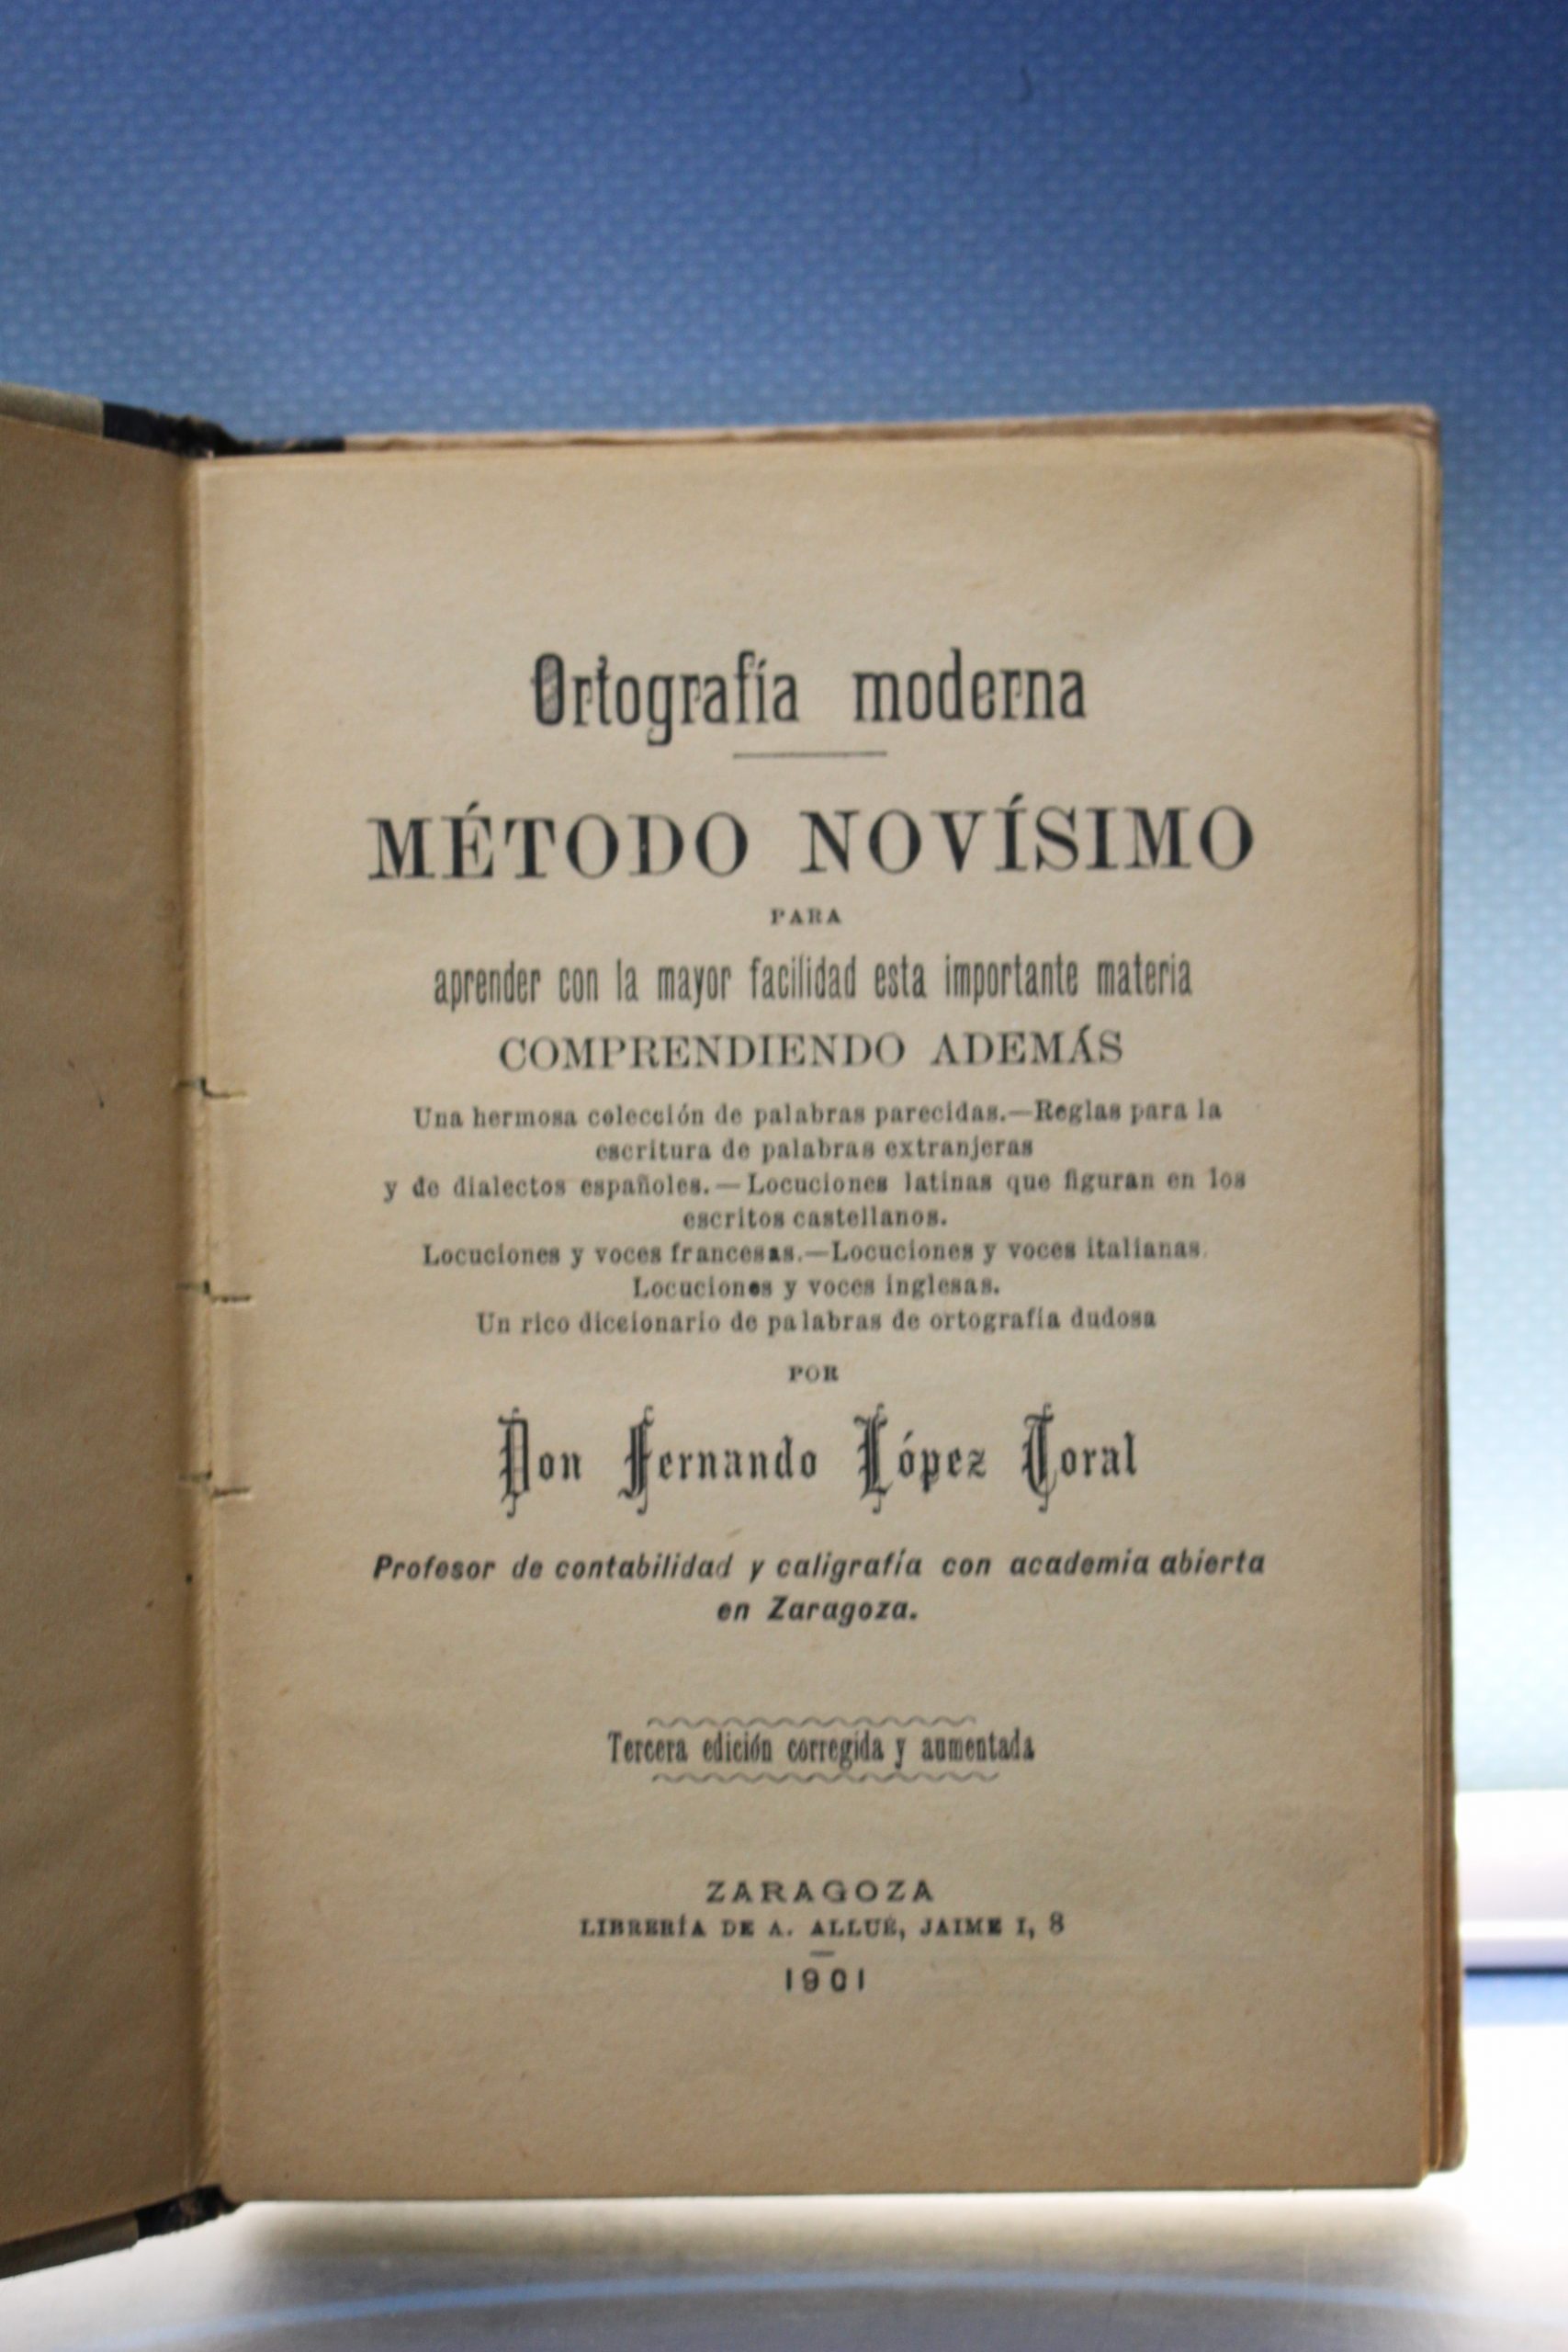 Ortografía moderna
MÉTODO NOVÍSIMO
PARA
aprender con la mayor facilidad esta importante materia
COMPRENDIENDO ADEMÁS
Una hermosa colección de palabras parecidas.—Reglas para la
escritura de palabras extranjeras
y de dialectos españoles.—Locuciones latinas que figuran en los
escritos castellanos.
Locuciones y voces francesas.—Locuciones y voces italianas.
Locuciones y voces inglesas.
Un rico diccionario de palabras de ortografía dudosa
POR
Don Fernando López Toral
Profesor de contabilidad y caligrafía con academia abierta
en Zaragoza.
Tercera edición corregida y aumentada
ZARAGOZA
LIBRERÍA DE A. ALLUÉ, JAIME I, 8
1901